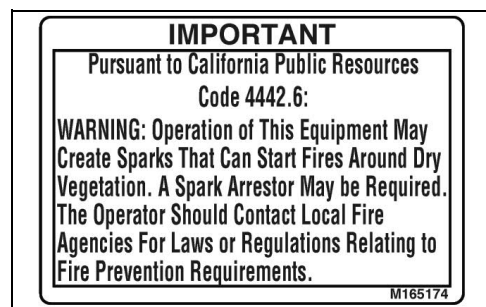 IMPORTANT
Pursuant to California Public Resources
Code 4442.6:
WARNING: Operation of This Equipment May
Create Sparks That Can Start Fires Around Dry
Vegetation. A Spark Arrestor May be Required.
The Operator Should Contact Local Fire
Agencies For Laws or Regulations Relating to
Fire Prevention Requirements.
M165174